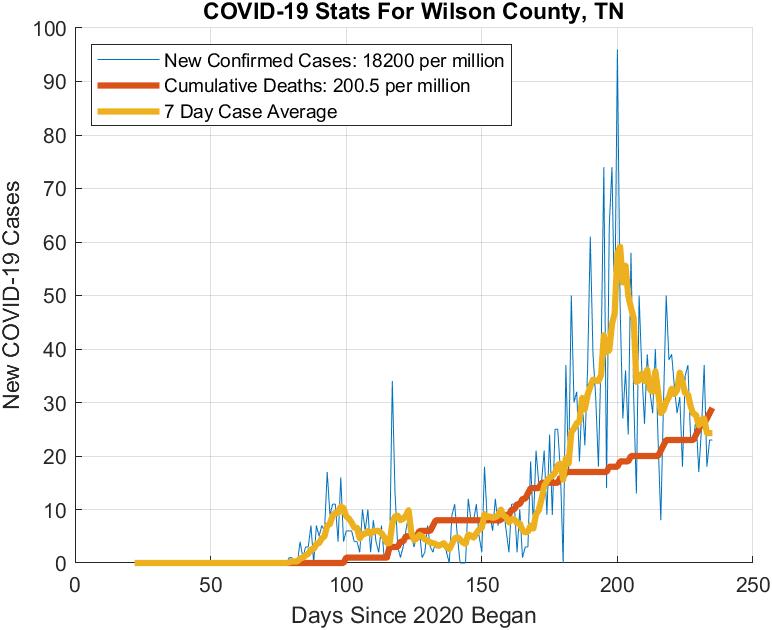 COVID-19 Stats For Wilson County, TN
New Confirmed Cases: 18200 per million
Cumulative Deaths: 200.5 per million
7 Day Case Average
New COVID-19 Cases
100
90
80
70
60
50
40
30
20
10
0
0 50 100 150 200 250
Days Since 2020 Began